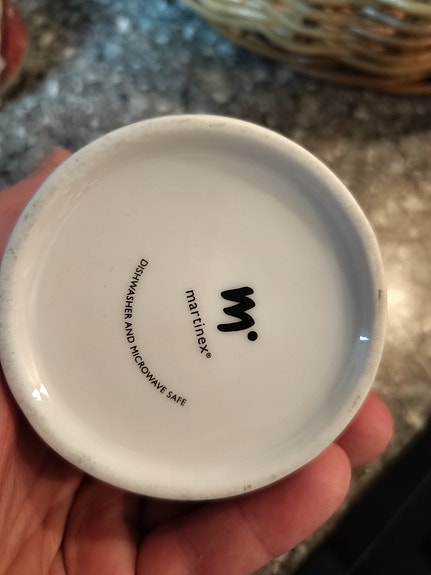 m
martinex®
DISHWASHER AND MICROWAVE SAFE